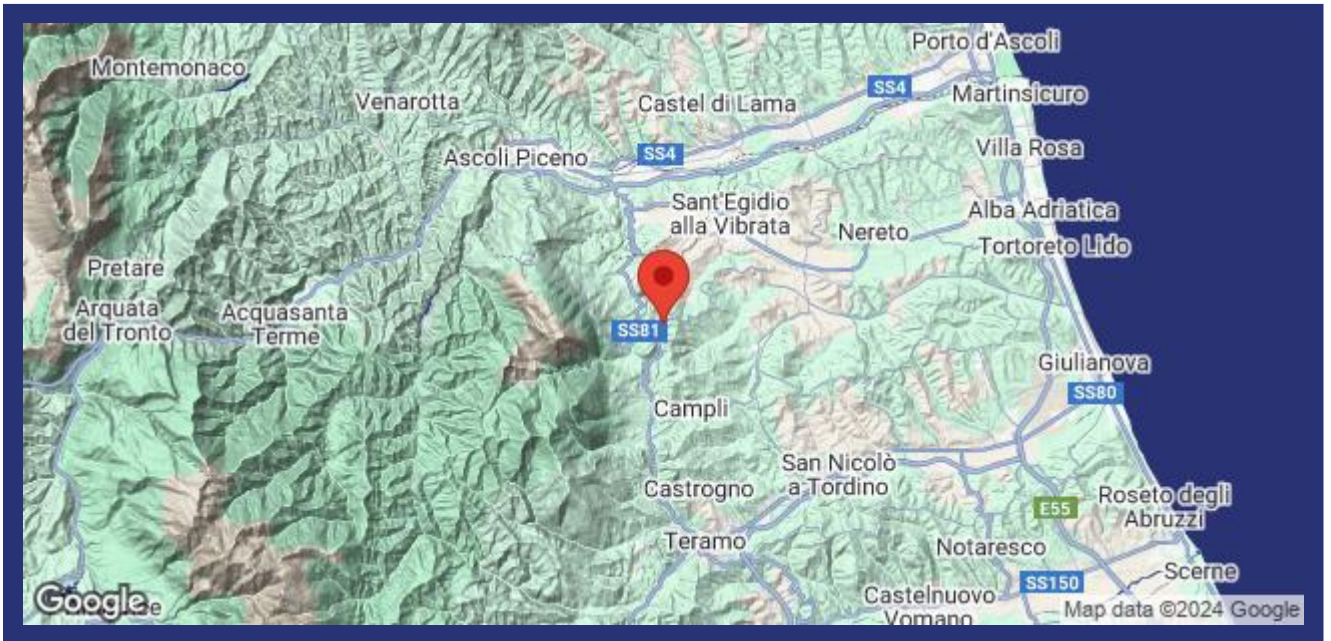 Porto d'Ascoli
Montemonaco
SS4
Martinsicuro
Venarotta
Castel di Lama
Villa Rosa
Ascoli Piceno
SS4
Sant'Egidio
alla Vibrata
Alba Adriatica
Nereto
Tortoreto Lido
Pretare
Arquata
del Tronto
Acquasanta
Terme
SS81
Giulianova
SS80
Campli
San Nicolò
a Tordino
Castrogno
Roseto degli
Abruzzi
E55
Teramo
Notaresco
Scerne
SS150
Castelnuovo
Vomano
Google
Map data ©2024 Google